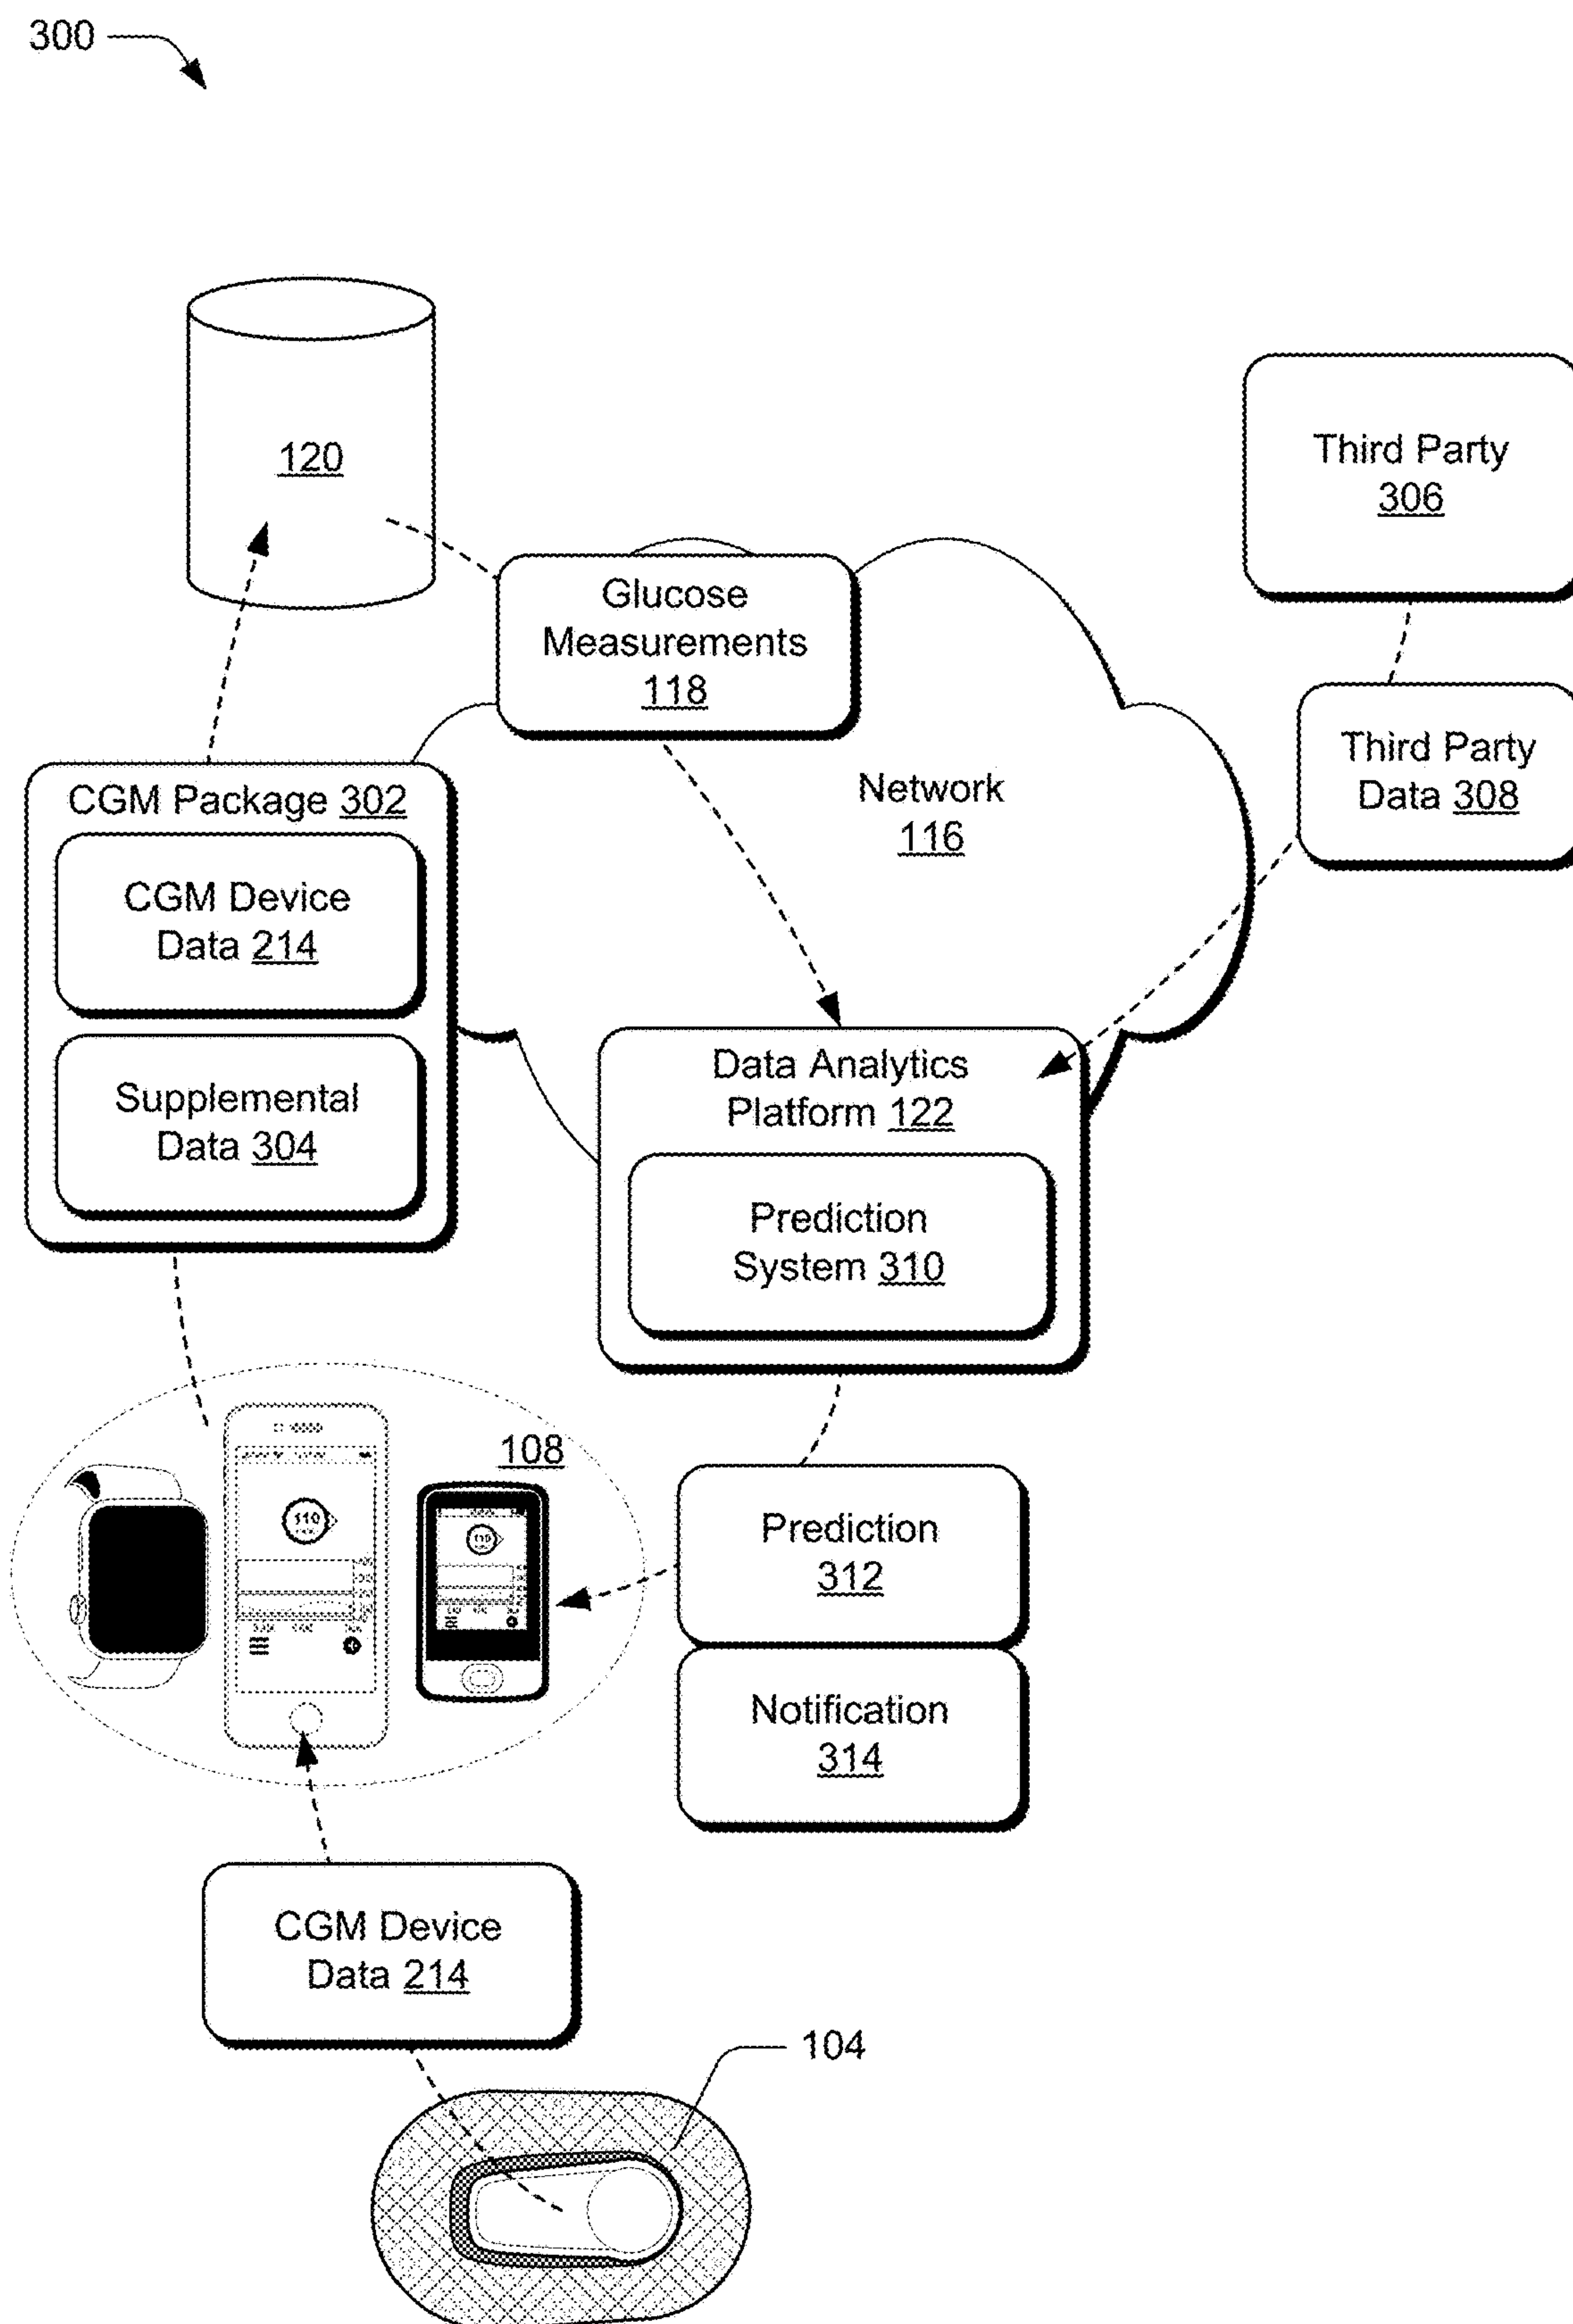 300
120
Third Party
306
Glucose
Measurements
118
Third Party
Data 308
Network
116
CGM Package 302
CGM Device
Data 214
Supplemental
Data 304
Data Analytics
Platform 122
Prediction
System 310
108
110
110
Prediction
312
Notification
314
CGM Device
Data 214
104